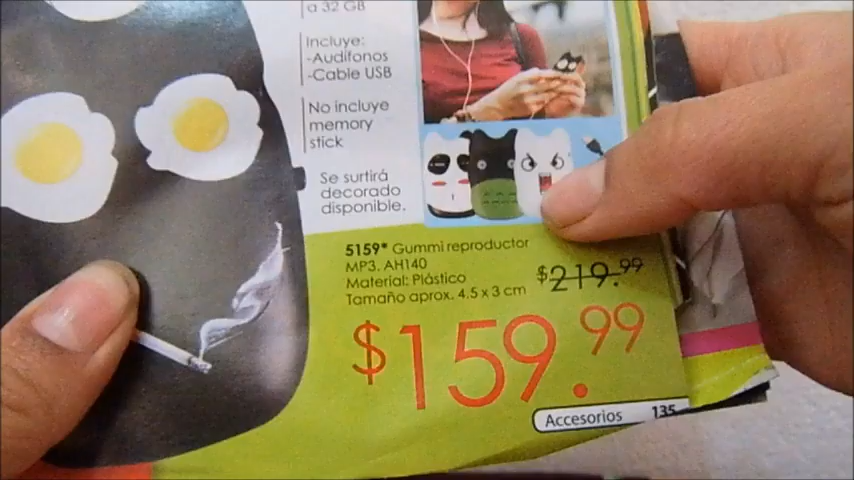 a 32 GB
Incluye:
-Audífonos
-Cable USB
No incluye
memory
stick
Se surtirá
decorado
disponible.
5159* Gummi reproductor
MP3. AH140
Material: Plástico
Tamaño aprox. 4.5 x 3 cm
$219.99
$159.99
Accesorios 135